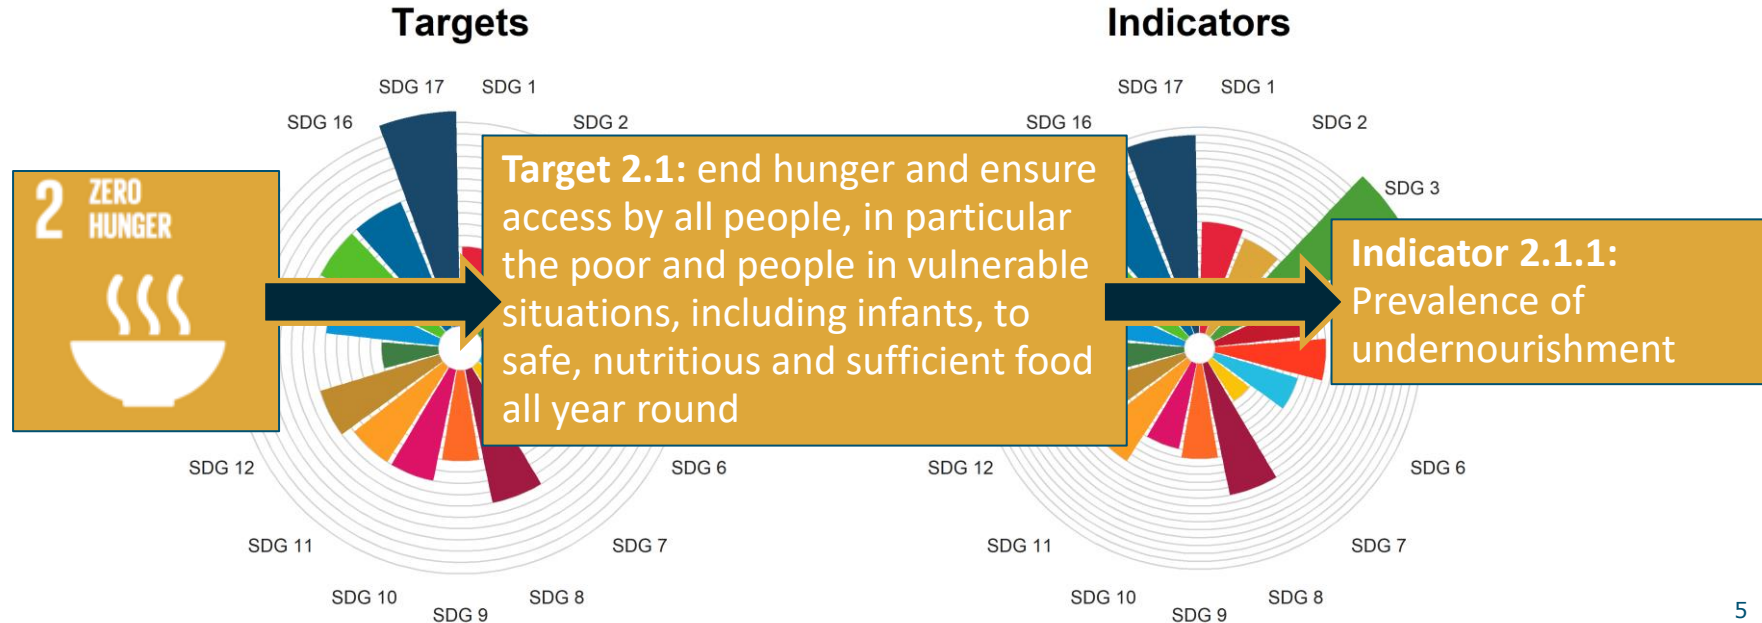 Targets
Indicators
SDG 17
SDG 1
SDG 16
SDG 2
SDG 12
SDG 6
SDG 11
SDG 7
SDG 10
SDG 8
SDG 9
SDG 17
SDG 1
SDG 16
SDG 2
SDG 3
SDG 12
SDG 6
SDG 11
SDG 7
SDG 10
SDG 8
SDG 9
2 ZERO
HUNGER
Target 2.1: end hunger and ensure
access by all people, in particular
the poor and people in vulnerable
situations, including infants, to
safe, nutritious and sufficient food
all year round
Indicator 2.1.1:
Prevalence of
undernourishment
5